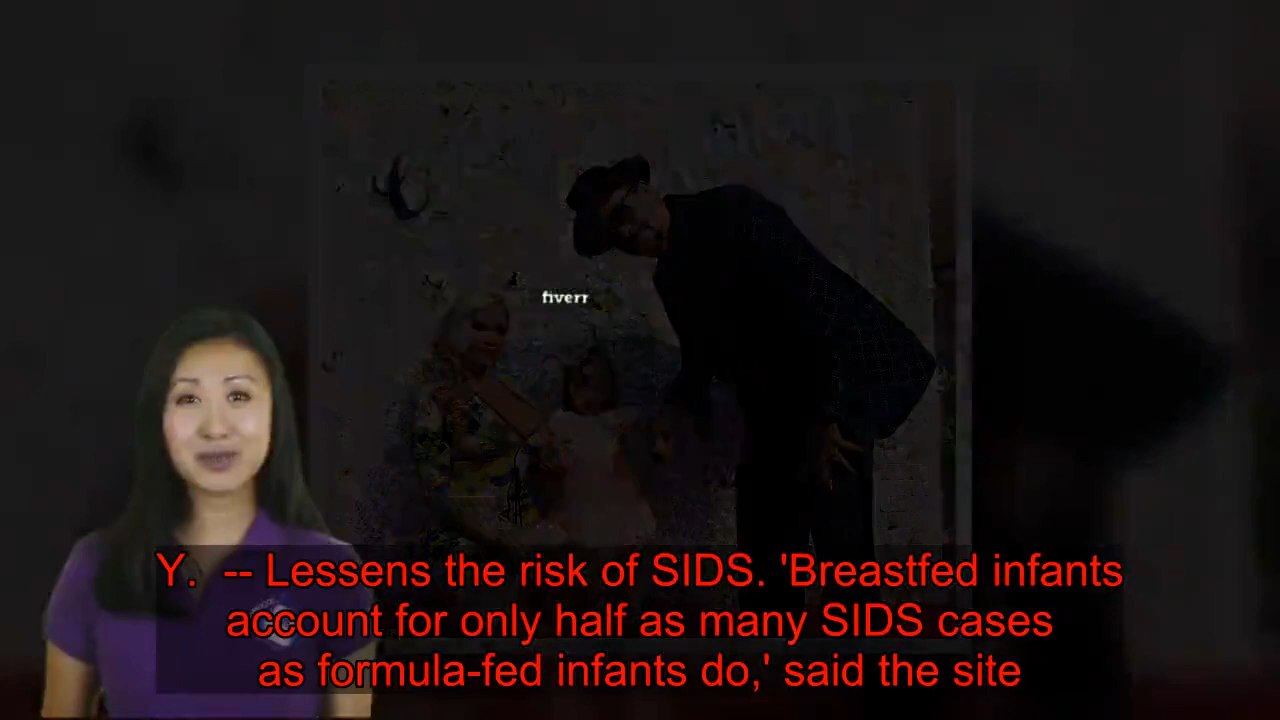 fiverr
Y.  -- Lessens the risk of SIDS. 'Breastfed infants
account for only half as many SIDS cases
as formula-fed infants do,' said the site